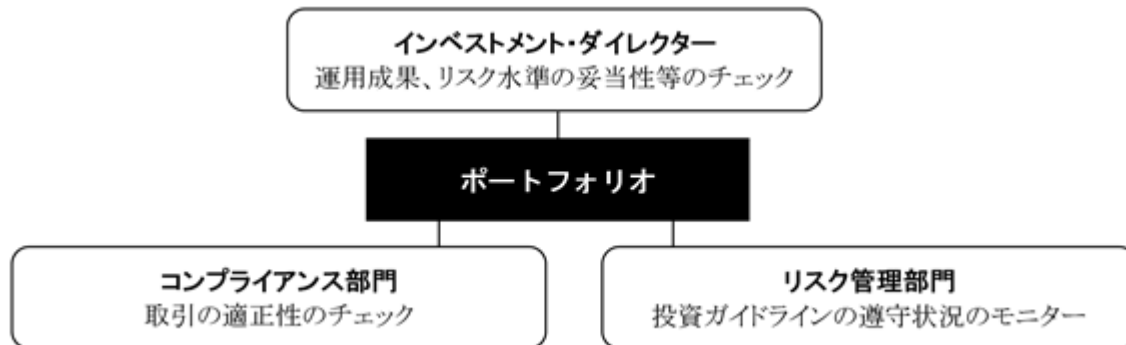 インベストメント・ダイレクター
運用成果、リスク水準の妥当性等のチェック
ポートフォリオ
コンプライアンス部門
取引の適正性のチェック
リスク管理部門
投資ガイドラインの遵守状況のモニター